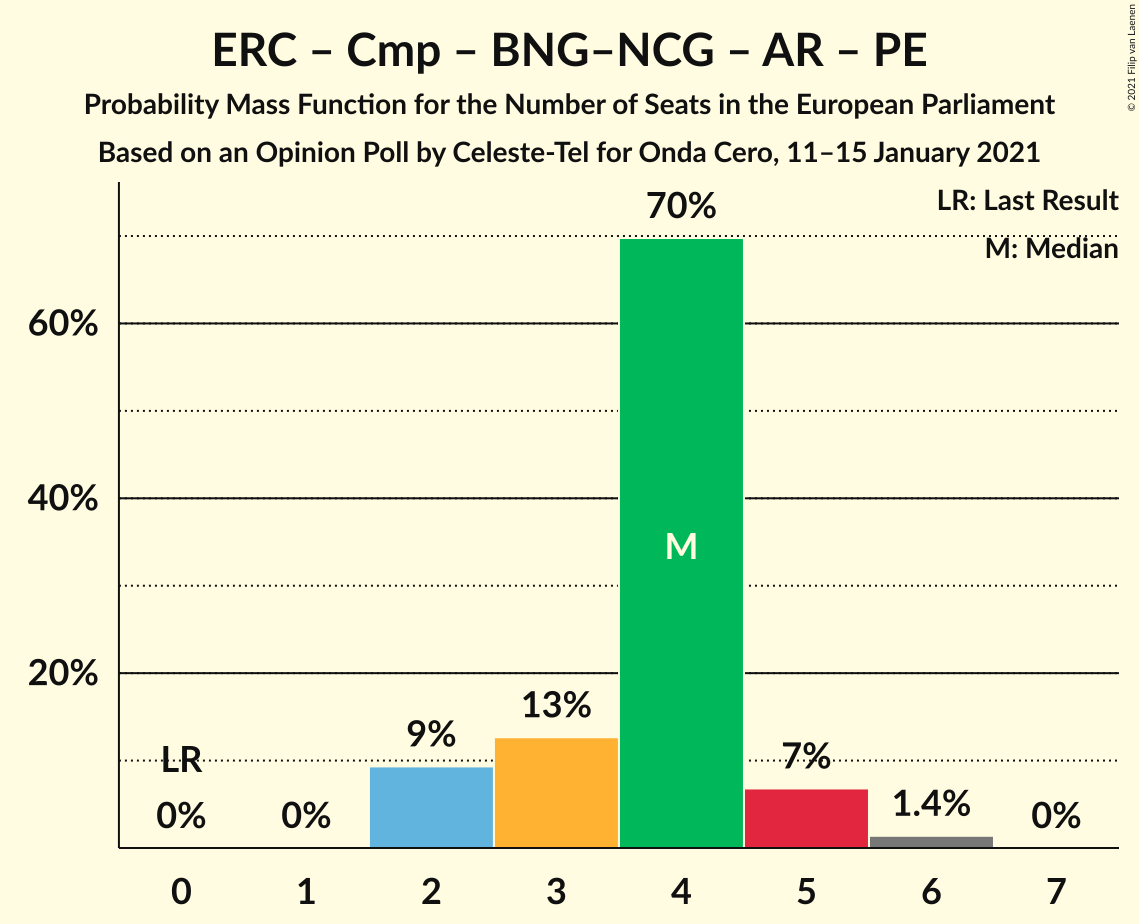 ERC – Cmp – BNG–NCG – AR – PE
Probability Mass Function for the Number of Seats in the European Parliament
Based on an Opinion Poll by Celeste-Tel for Onda Cero, 11–15 January 2021
© 2021 Filip van Laenen
LR: Last Result
M: Median
70%
60%
40%
M
20%
13%
9%
LR
7%
1.4%
0%
0%
0%
0 1 2 3 4 5 6 7